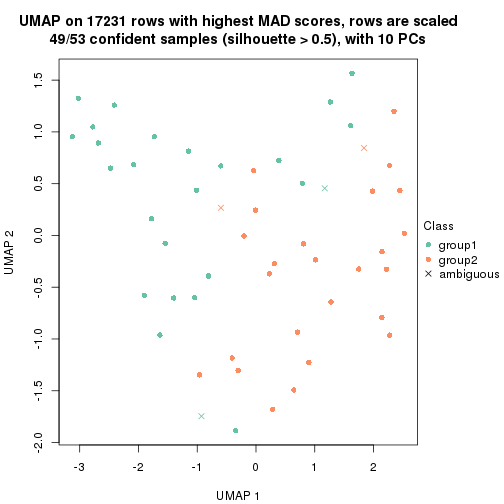 UMAP on 17231 rows with highest MAD scores, rows are scaled
49/53 confident samples (silhouette > 0.5), with 10 PCs
1.5
1.0
0.5
0.0
-0.5
-1.0
-1.5
-2.0
UMAP 2
-3
-2
-1
0
1
2
UMAP 1
Class
group1
group2
ambiguous